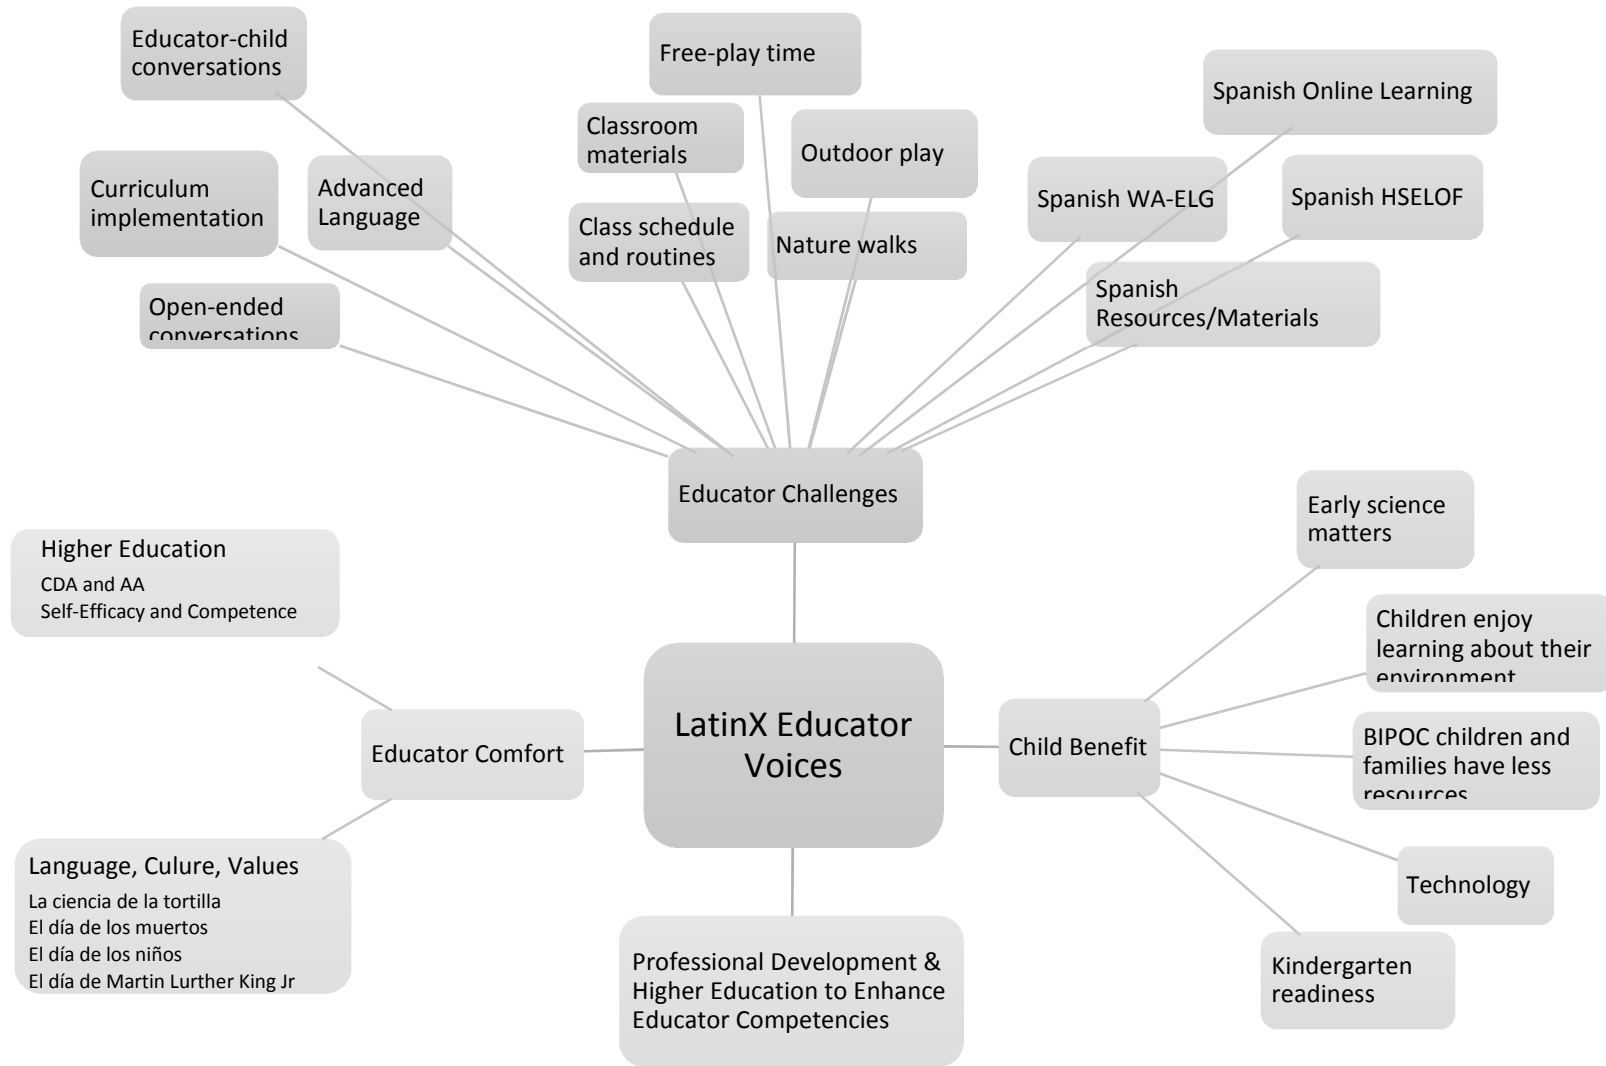 Educator-child
conversations
Free-play time
Spanish Online Learning
Classroom
materials
Outdoor play
Curriculum
implementation
Advanced
Language
Spanish WA-ELG
Spanish HSELOF
Class schedule
and routines
Nature walks
Open-ended
conversations
Spanish
Resources/Materials
Educator Challenges
Early science
matters
Higher Education
CDA and AA
Self-Efficacy and Competence
Children enjoy
learning about their
environment
LatinX Educator
Voices
Educator Comfort
Child Benefit
BIPOC children and
families have less
resources
Language, Culure, Values
La ciencia de la tortilla
El día de los muertos
El día de los niños
El día de Martin Lurther King Jr
Technology
Professional Development &
Higher Education to Enhance
Educator Competencies
Kindergarten
readiness